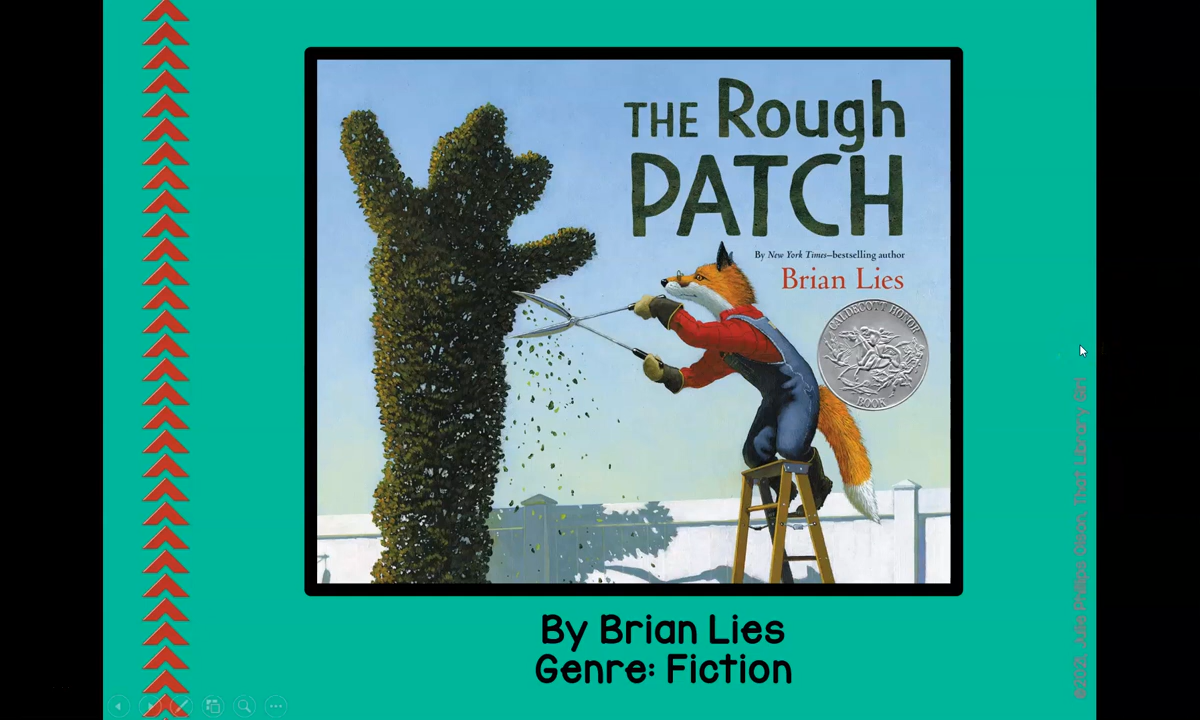 THE Rough
PATCH
By New York Times–bestselling author
Brian Lies
CALDECOTT HONOR
BOOK
By Brian Lies
Genre: Fiction
©2021, Julie Phillips Olson, That Library Girl